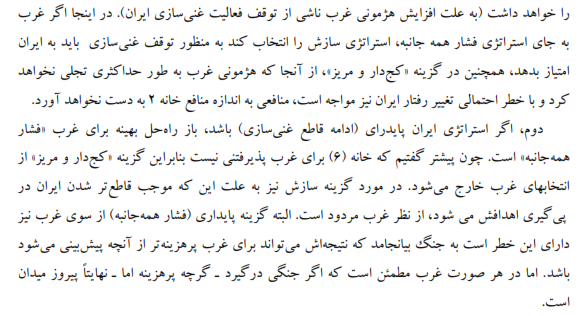 را خواهد داشت (به علت افزایش هژمونی غرب ناشی از توقف فعالیت غنی‌سازی ایران). در اینجا اگر غرب
به جای استراتژی فشار همه جانبه، استراتژی سازش را انتخاب کند به منظور توقف غنی‌سازی باید به ایران
امتیاز بدهد، همچنین در گزینه «کج‌دار و مریز»، از آنجا که هژمونی غرب به طور حداکثری تجلی نخواهد
کرد و با خطر احتمالی تغییر رفتار ایران نیز مواجه است، منافعی به اندازه منافع خانه ۲ به دست نخواهد آورد.
دوم، اگر استراتژی ایران پایدرای (ادامه قاطع غنی‌سازی) باشد، باز راه‌حل بهینه برای غرب «فشار
همه‌جانبه» است. چون پیشتر گفتیم که خانه (۶) برای غرب پذیرفتنی نیست بنابراین گزینه «کج‌دار و مریز» از
انتخابهای غرب خارج می‌شود. در مورد گزینه سازش نیز به علت این که موجب قاطع‌تر شدن ایران در
پی‌گیری اهدافش می شود، از نظر غرب مردود است. البته گزینه پایداری (فشار همه‌جانبه) از سوی غرب نیز
دارای این خطر است به جنگ بیانجامد که نتیجه‌اش می‌تواند برای غرب پرهزینه‌تر از آنچه پیش‌بینی می‌شود
باشد. اما در هر صورت غرب مطمئن است که اگر جنگی درگیرد ـ گرچه پرهزینه اما ـ نهایتاً پیروز میدان
است.